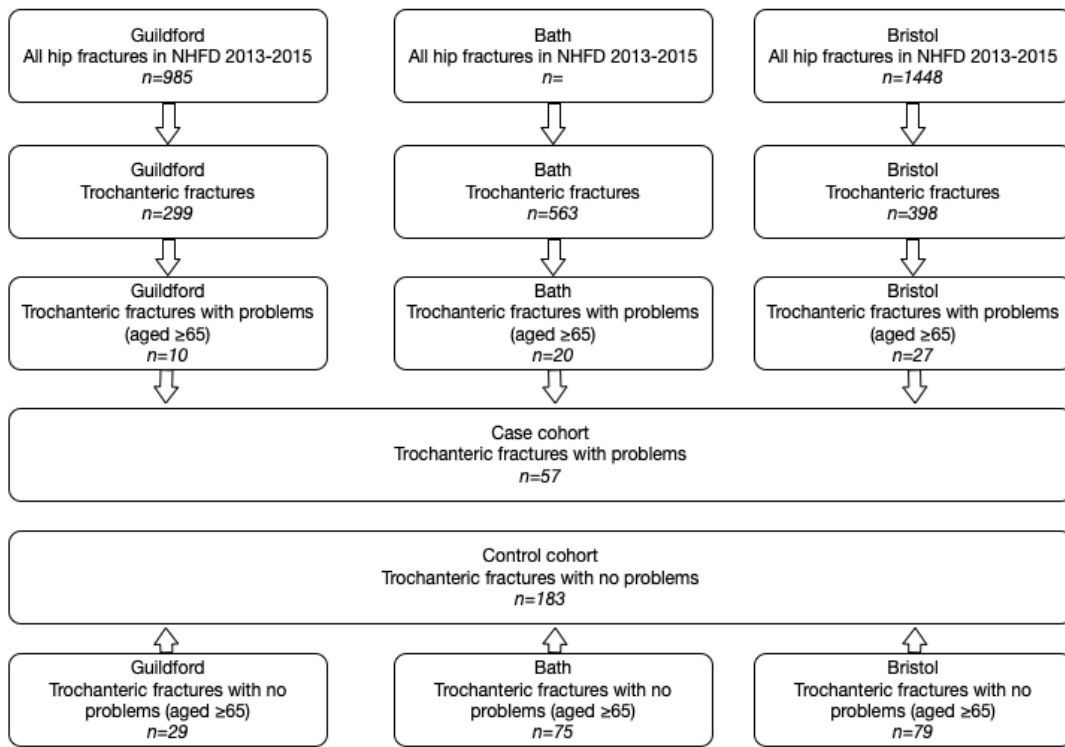 Guildford
All hip fractures in NHFD 2013-2015
n=985
Bath
All hip fractures in NHFD 2013-2015
n=
Bristol
All hip fractures in NHFD 2013-2015
n=1448
Guildford
Trochanteric fractures
n=299
Bath
Trochanteric fractures
n=563
Bristol
Trochanteric fractures
n=398
Guildford
Trochanteric fractures with problems
(aged ≥65)
n=10
Bath
Trochanteric fractures with problems
(aged ≥65)
n=20
Bristol
Trochanteric fractures with problems
(aged ≥65)
n=27
Case cohort
Trochanteric fractures with problems
n=57
Control cohort
Trochanteric fractures with no problems
n=183
Guildford
Trochanteric fractures with no
problems (aged ≥65)
n=29
Bath
Trochanteric fractures with no
problems (aged ≥65)
n=75
Bristol
Trochanteric fractures with no
problems (aged ≥65)
n=79